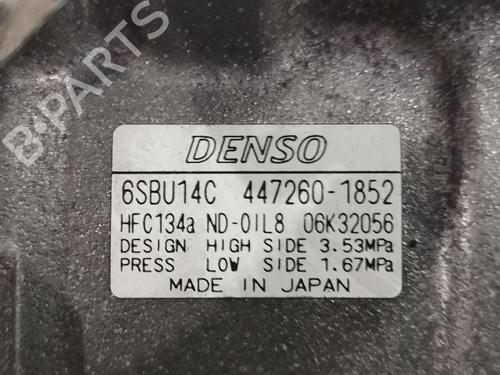 DENSO
6SBU14C 447260-1852
HFC134a ND-OIL8 06K32056
DESIGN HIGH SIDE 3.53MPa
PRESS LOW SIDE 1.67MPa
MADE IN JAPAN
B-PARTS